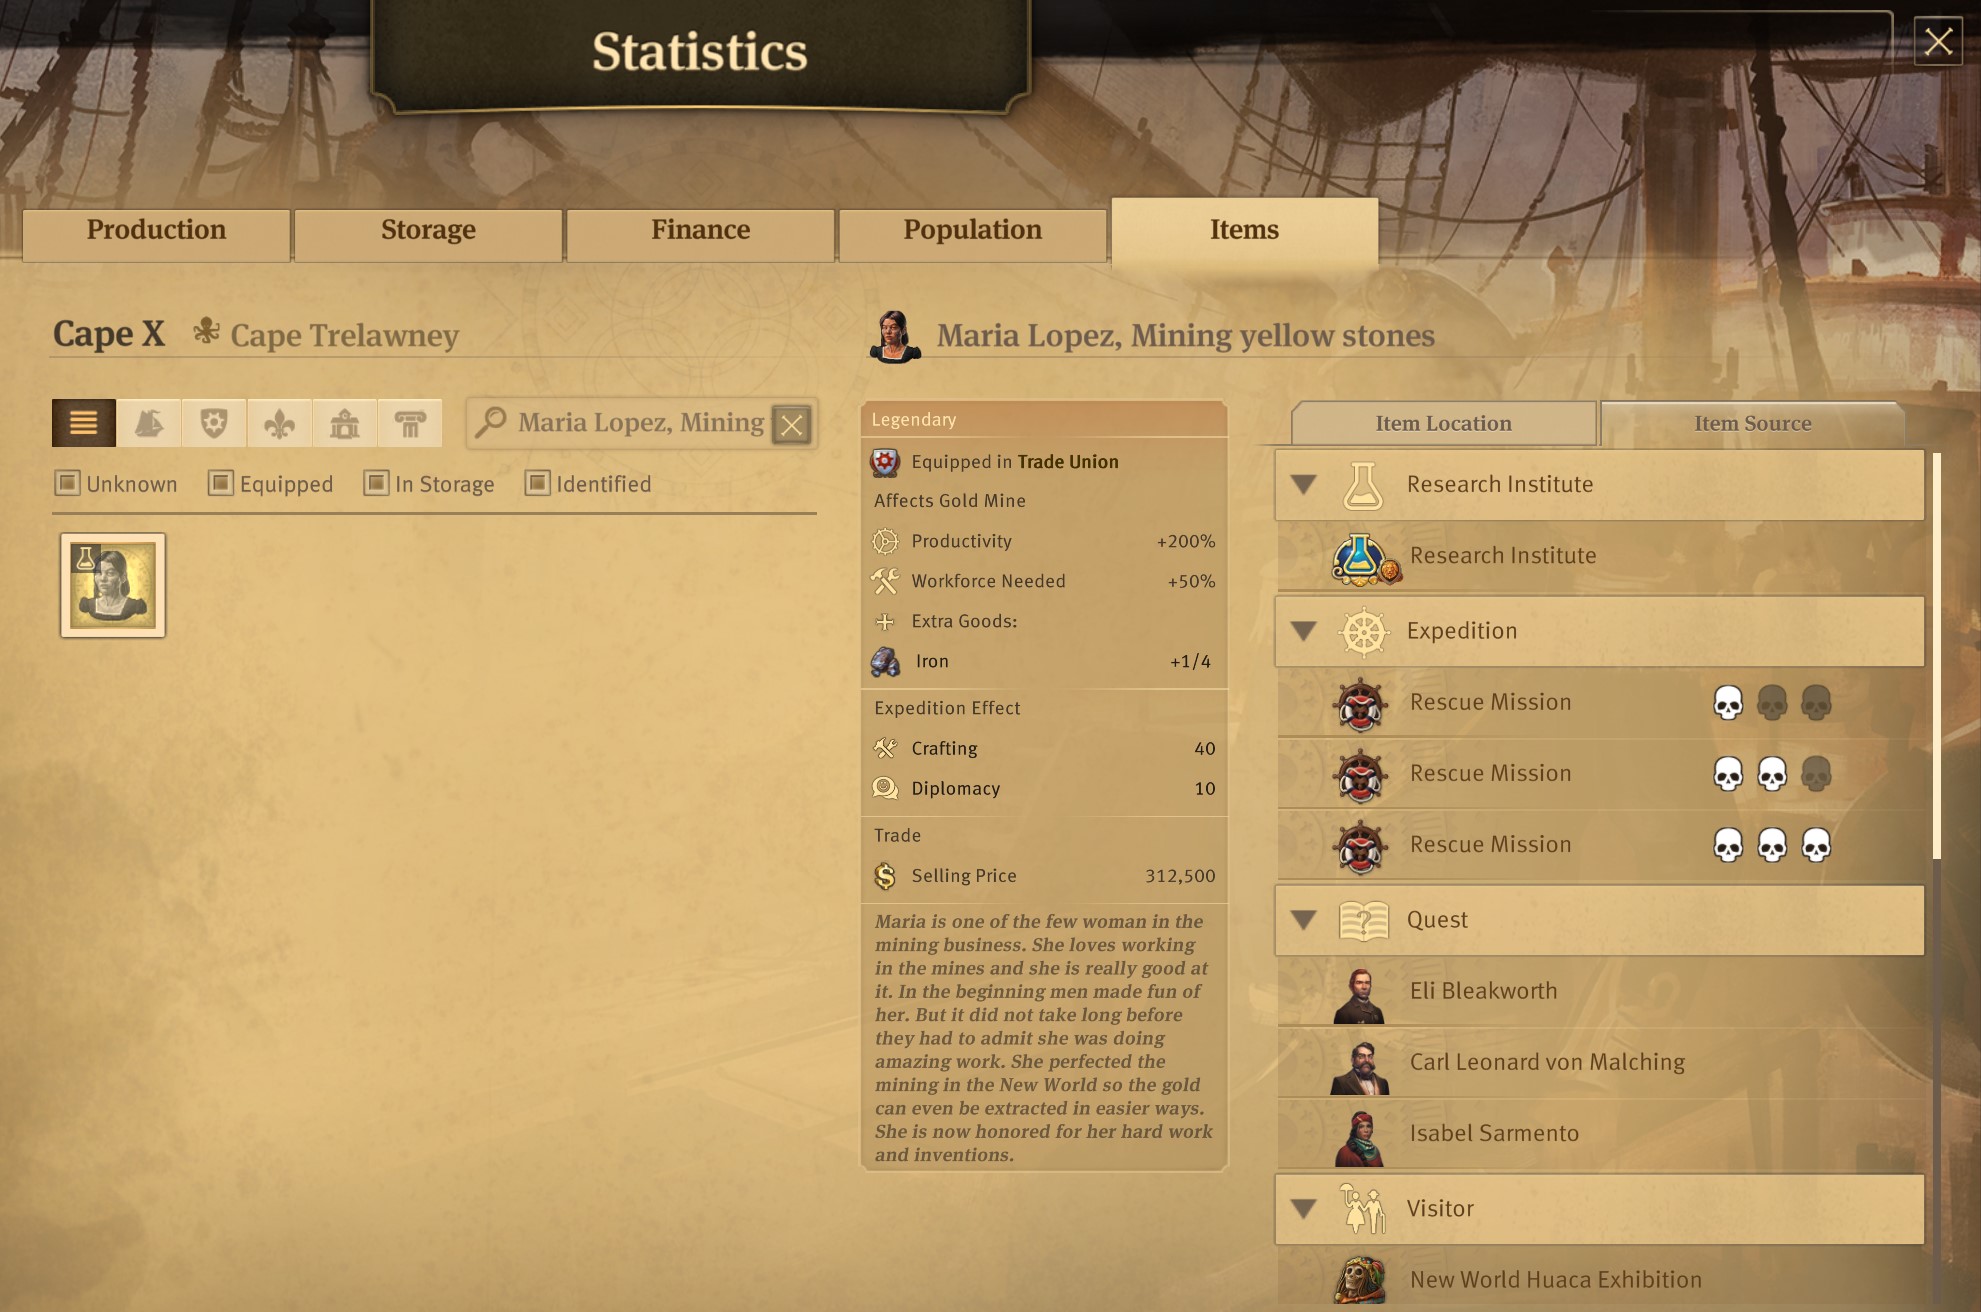 Statistics
Production
Storage
Finance
Population
Items
Cape X
Cape Trelawney
Maria Lopez, Mining yellow stones
Maria Lopez, Mining
Unknown
Equipped
In Storage
Identified
Legendary
Equipped in Trade Union
Affects Gold Mine
Productivity +200%
Workforce Needed +50%
Extra Goods:
Iron +1/4
Expedition Effect
Crafting 40
Diplomacy 10
Trade
Selling Price 312,500
Maria is one of the few woman in the
mining business. She loves working
in the mines and she is really good at
it. In the beginning men made fun of
her. But it did not take long before
they had to admit she was doing
amazing work. She perfected the
mining in the New World so the gold
can even be extracted in easier ways.
She is now honored for her hard work
and inventions.
Item Location
Item Source
Research Institute
Research Institute
Expedition
Rescue Mission
Rescue Mission
Rescue Mission
Quest
Eli Bleakworth
Carl Leonard von Malching
Isabel Sarmento
Visitor
New World Huaca Exhibition